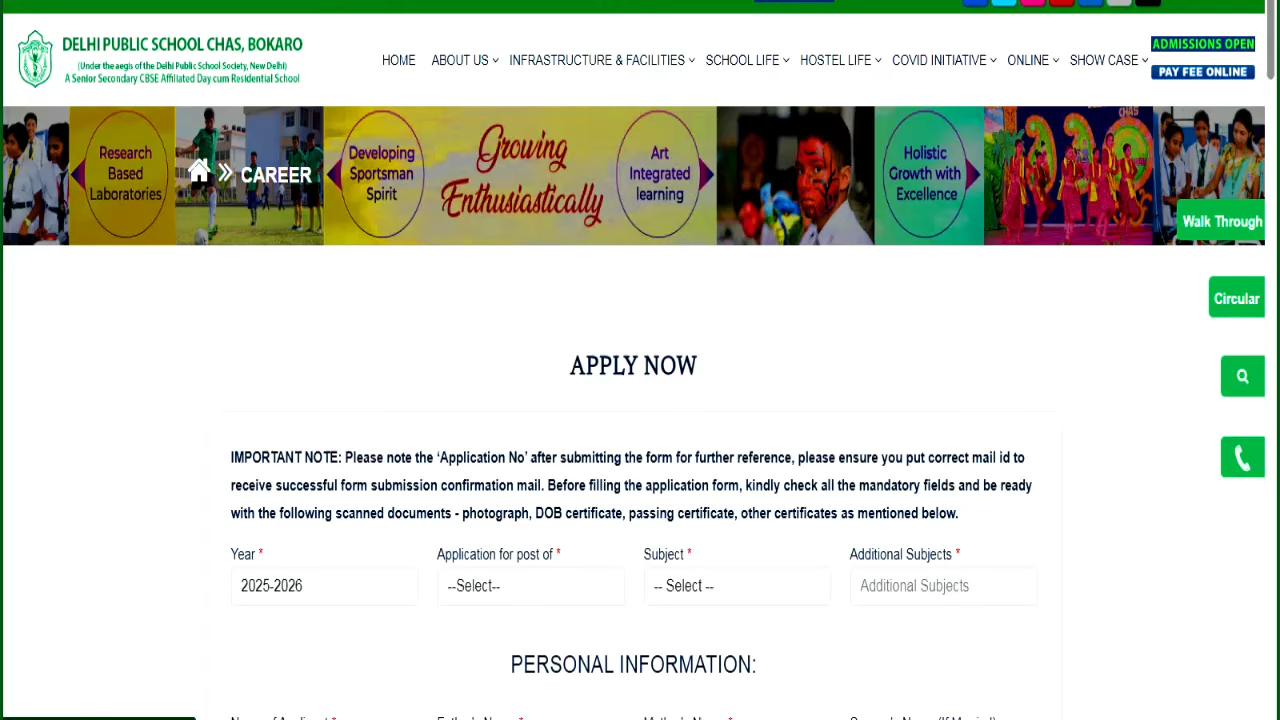 DELHI PUBLIC SCHOOL CHAS, BOKARO
(Under the aegis of the Delhi Public School Society, New Delhi)
A Senior Secondary CBSE Affiliated Day cum Residential School
HOME ABOUT US INFRASTRUCTURE & FACILITIES SCHOOL LIFE HOSTEL LIFE COVID INITIATIVE ONLINE SHOW CASE
ADMISSIONS OPEN
PAY FEE ONLINE
Research
Based
Laboratories
CAREER
Developing
Sportsman
Spirit
Growing
Enthusiastically
Art
Integrated
learning
Holistic
Growth with
Excellence
CHAS
Walk Through
Circular
APPLY NOW
IMPORTANT NOTE: Please note the ‘Application No’ after submitting the form for further reference, please ensure you put correct mail id to
receive successful form submission confirmation mail. Before filling the application form, kindly check all the mandatory fields and be ready
with the following scanned documents - photograph, DOB certificate, passing certificate, other certificates as mentioned below.
Year * Application for post of * Subject * Additional Subjects *
2025-2026 --Select-- -- Select -- Additional Subjects
PERSONAL INFORMATION: